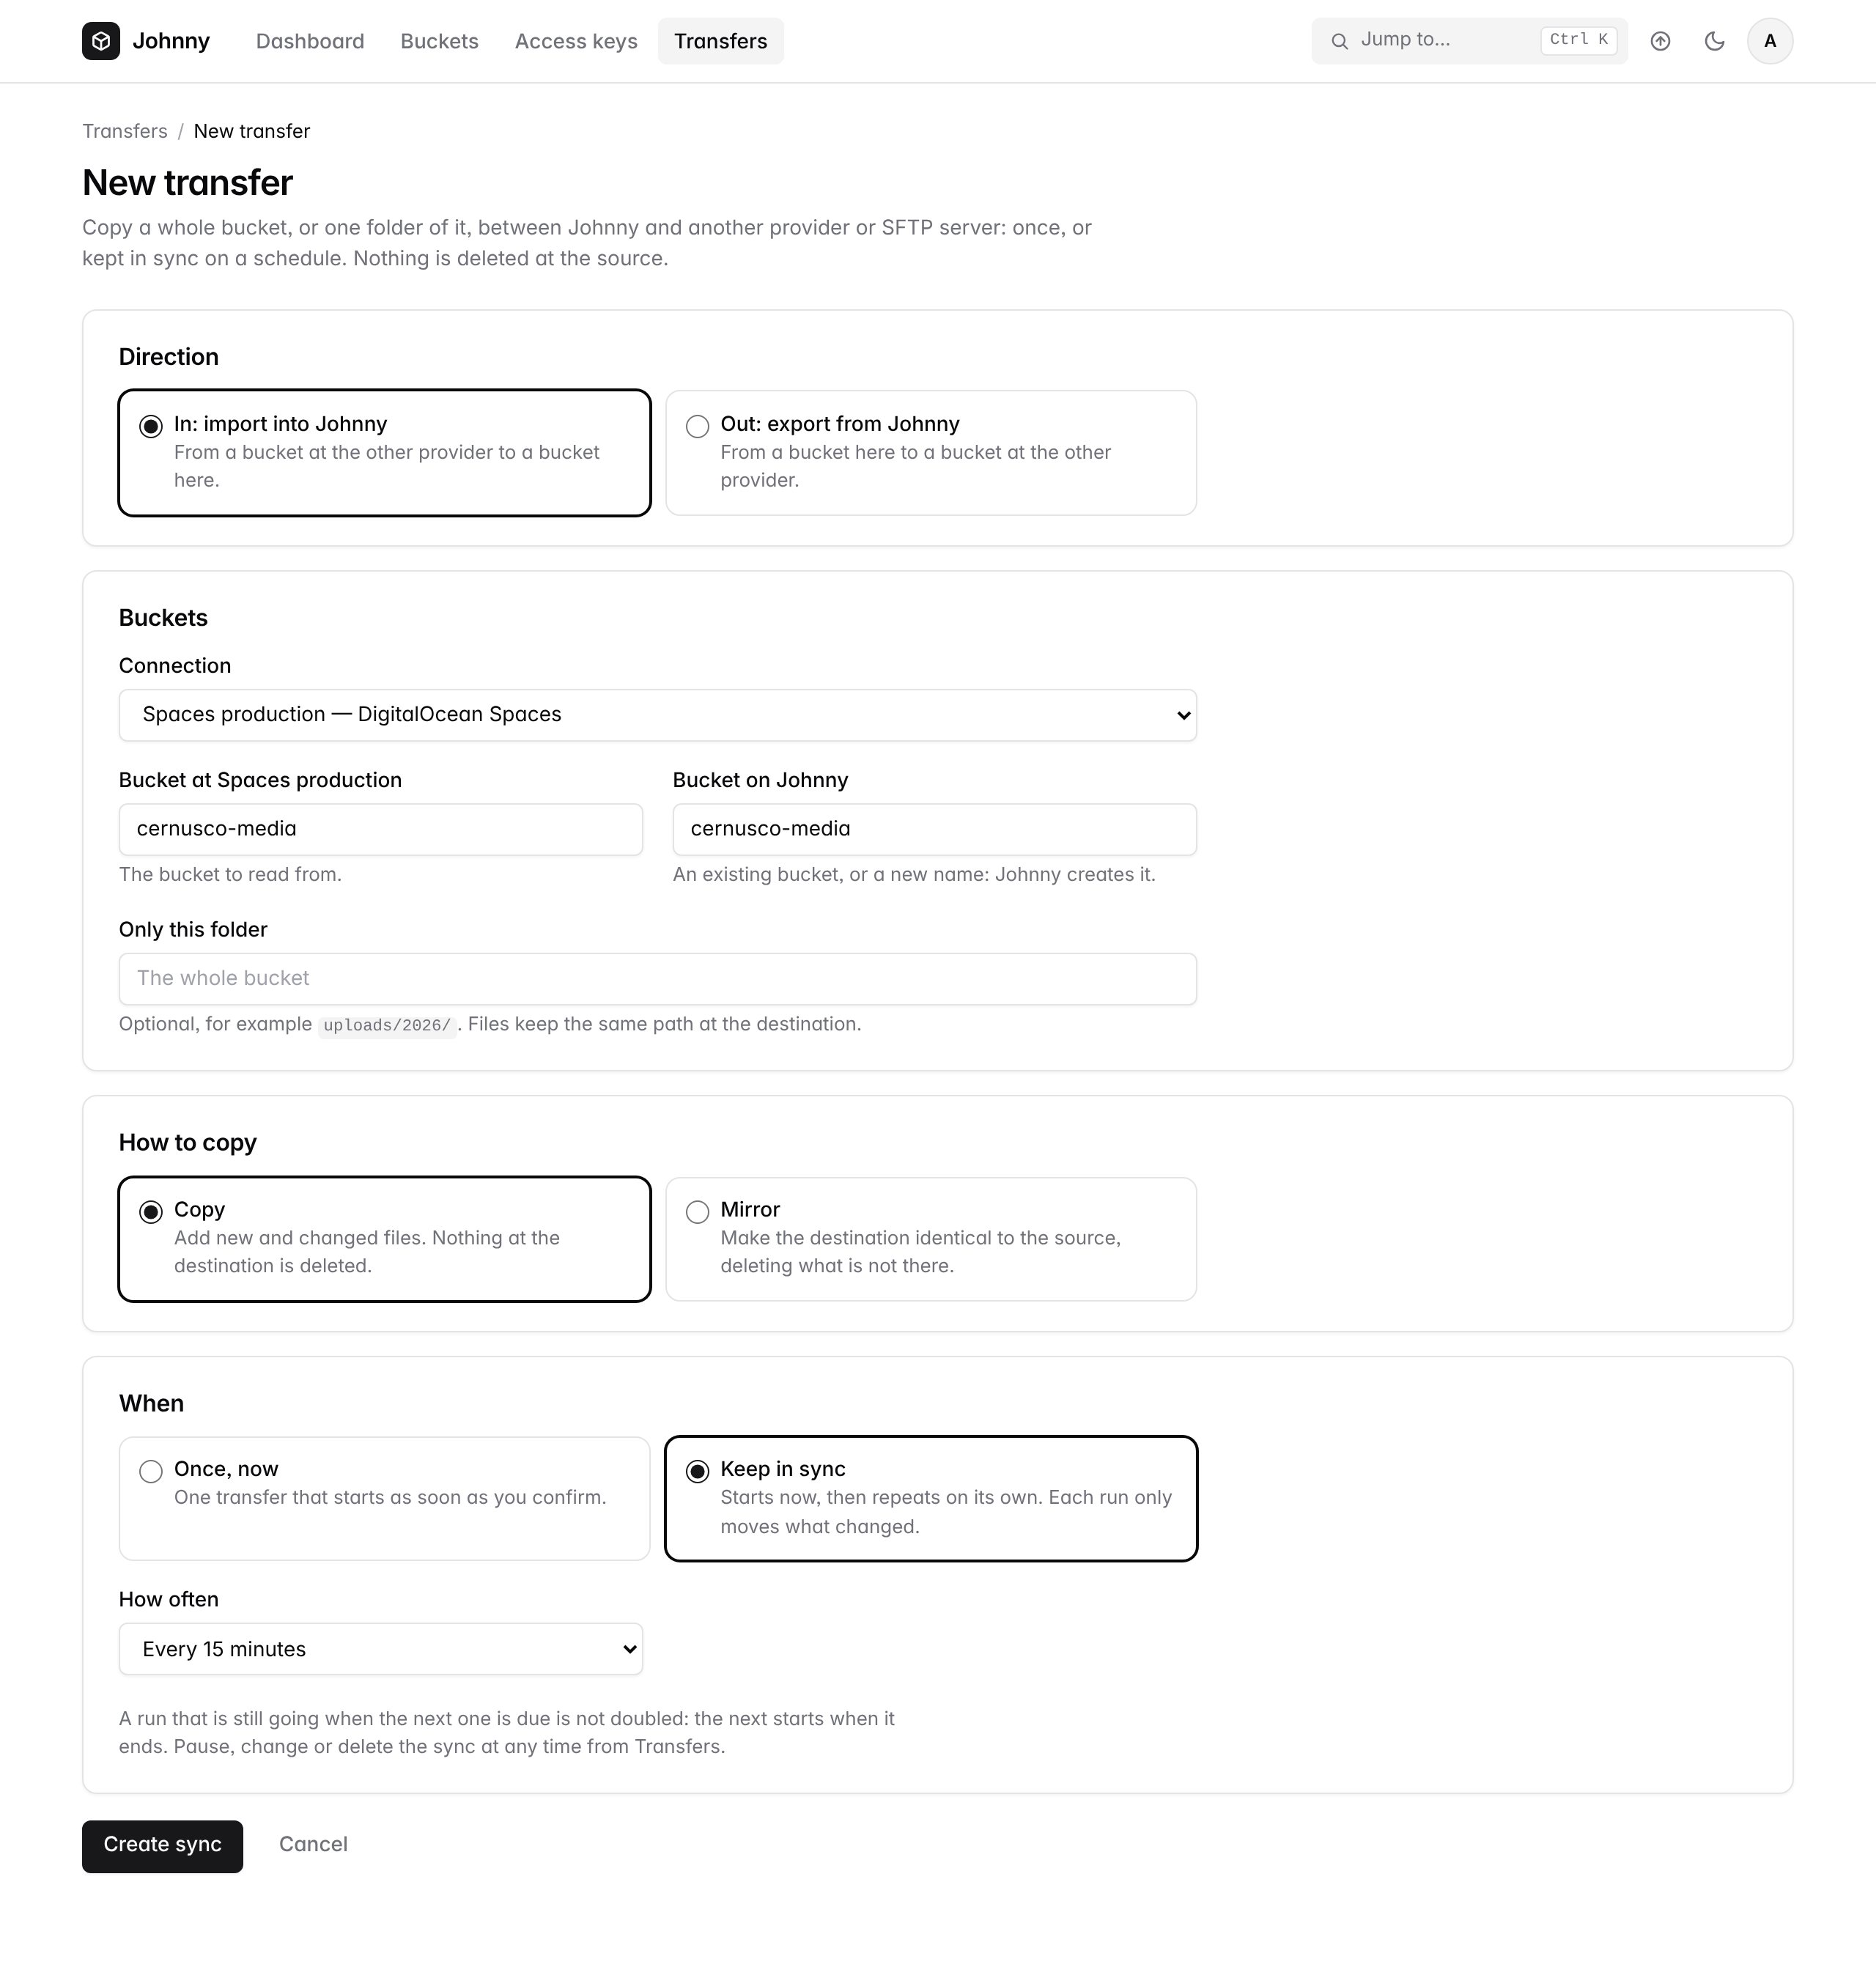 Johnny
Dashboard
Buckets
Access keys
Transfers
Jump to...
Ctrl K
A
Transfers / New transfer
New transfer
Copy a whole bucket, or one folder of it, between Johnny and another provider or SFTP server: once, or
kept in sync on a schedule. Nothing is deleted at the source.
Direction
In: import into Johnny
From a bucket at the other provider to a bucket
here.
Out: export from Johnny
From a bucket here to a bucket at the other
provider.
Buckets
Connection
Spaces production — DigitalOcean Spaces
Bucket at Spaces production
cernusco-media
The bucket to read from.
Bucket on Johnny
cernusco-media
An existing bucket, or a new name: Johnny creates it.
Only this folder
The whole bucket
Optional, for example uploads/2026/. Files keep the same path at the destination.
How to copy
Copy
Add new and changed files. Nothing at the
destination is deleted.
Mirror
Make the destination identical to the source,
deleting what is not there.
When
Once, now
One transfer that starts as soon as you confirm.
Keep in sync
Starts now, then repeats on its own. Each run only
moves what changed.
How often
Every 15 minutes
A run that is still going when the next one is due is not doubled: the next starts when it
ends. Pause, change or delete the sync at any time from Transfers.
Create sync
Cancel